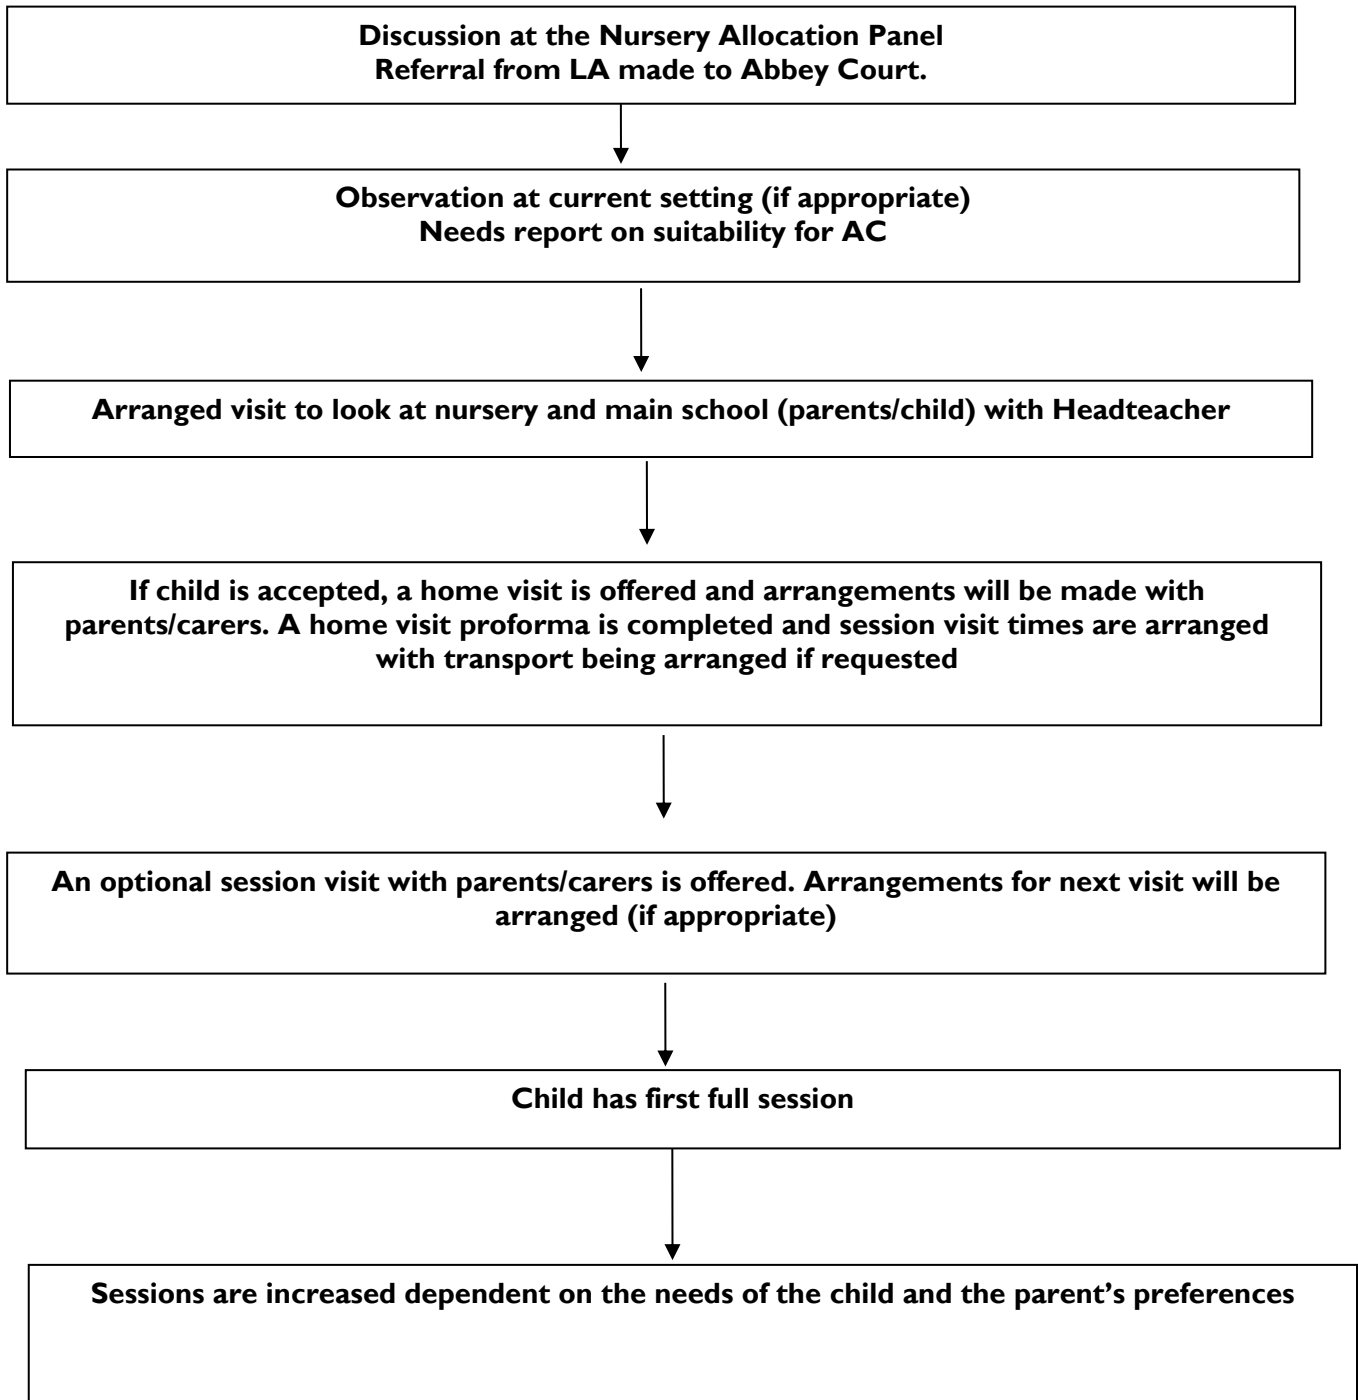 Discussion at the Nursery Allocation Panel
Referral from LA made to Abbey Court.
Observation at current setting (if appropriate)
Needs report on suitability for AC
Arranged visit to look at nursery and main school (parents/child) with Headteacher
If child is accepted, a home visit is offered and arrangements will be made with
parents/carers. A home visit proforma is completed and session visit times are arranged
with transport being arranged if requested
An optional session visit with parents/carers is offered. Arrangements for next visit will be
arranged (if appropriate)
Child has first full session
Sessions are increased dependent on the needs of the child and the parent’s preferences